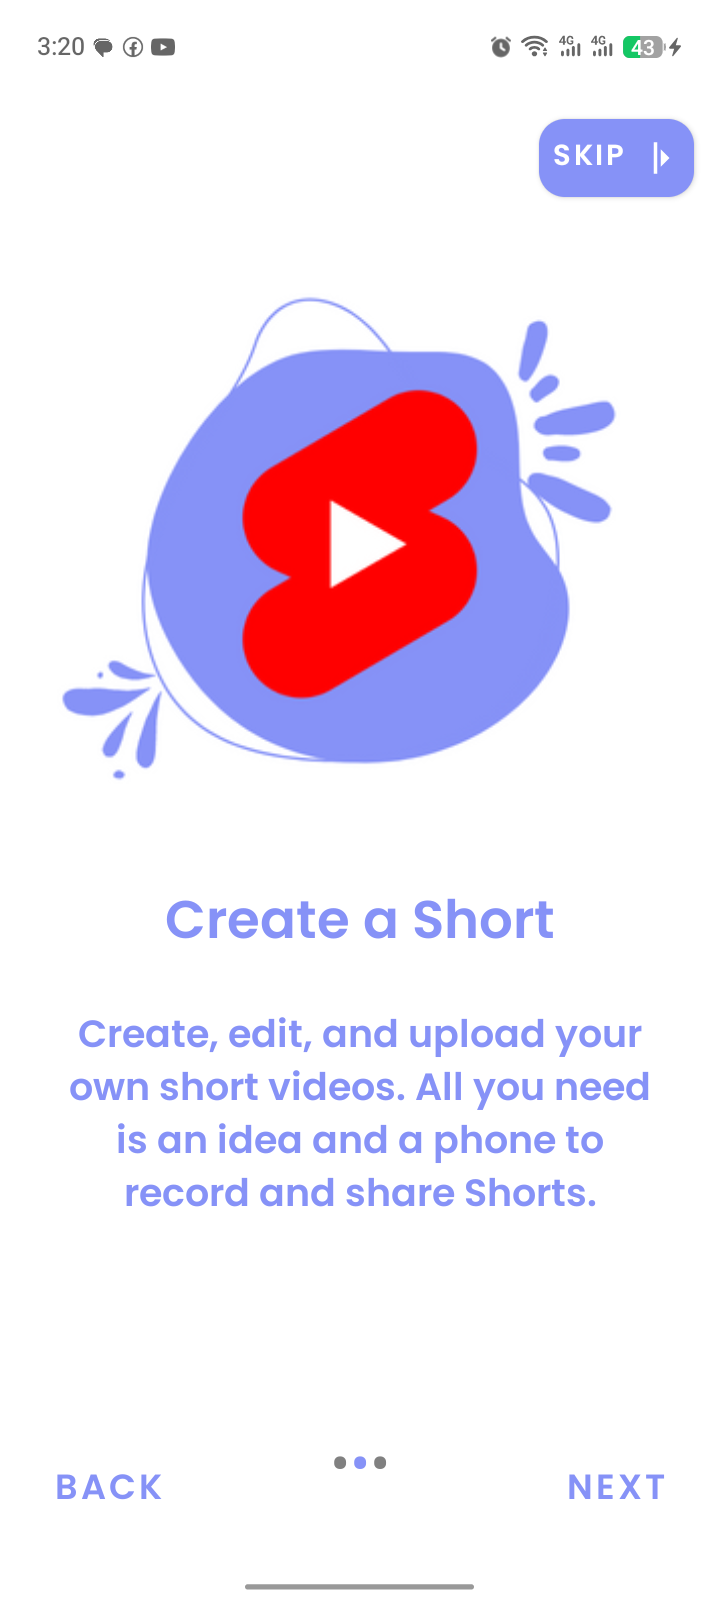 3:20
4G
4G
43
SKIP
Create a Short
Create, edit, and upload your
own short videos. All you need
is an idea and a phone to
record and share Shorts.
BACK
NEXT